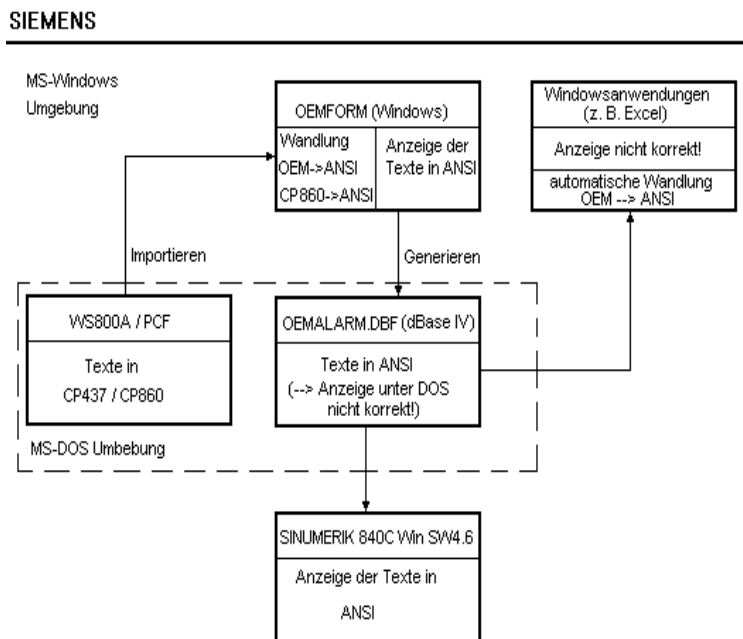 SIEMENS
MS-Windows
Umgebung
OEMFORM (Windows)
Wandlung
OEM->ANSI
CP860->ANSI
Anzeige der
Texte in ANSI
Windowsanwendungen
(z. B. Excel)
Anzeige nicht korrekt!
automatische Wandlung
OEM --> ANSI
Importieren
Generieren
WS800A / PCF
Texte in
CP437 / CP860
MS-DOS Umbebung
OEMALARM.DBF (dBase IV)
Texte in ANSI
(--> Anzeige unter DOS
nicht korrekt!)
SINUMERIK 840C Win SW4.6
Anzeige der Texte in
ANSI